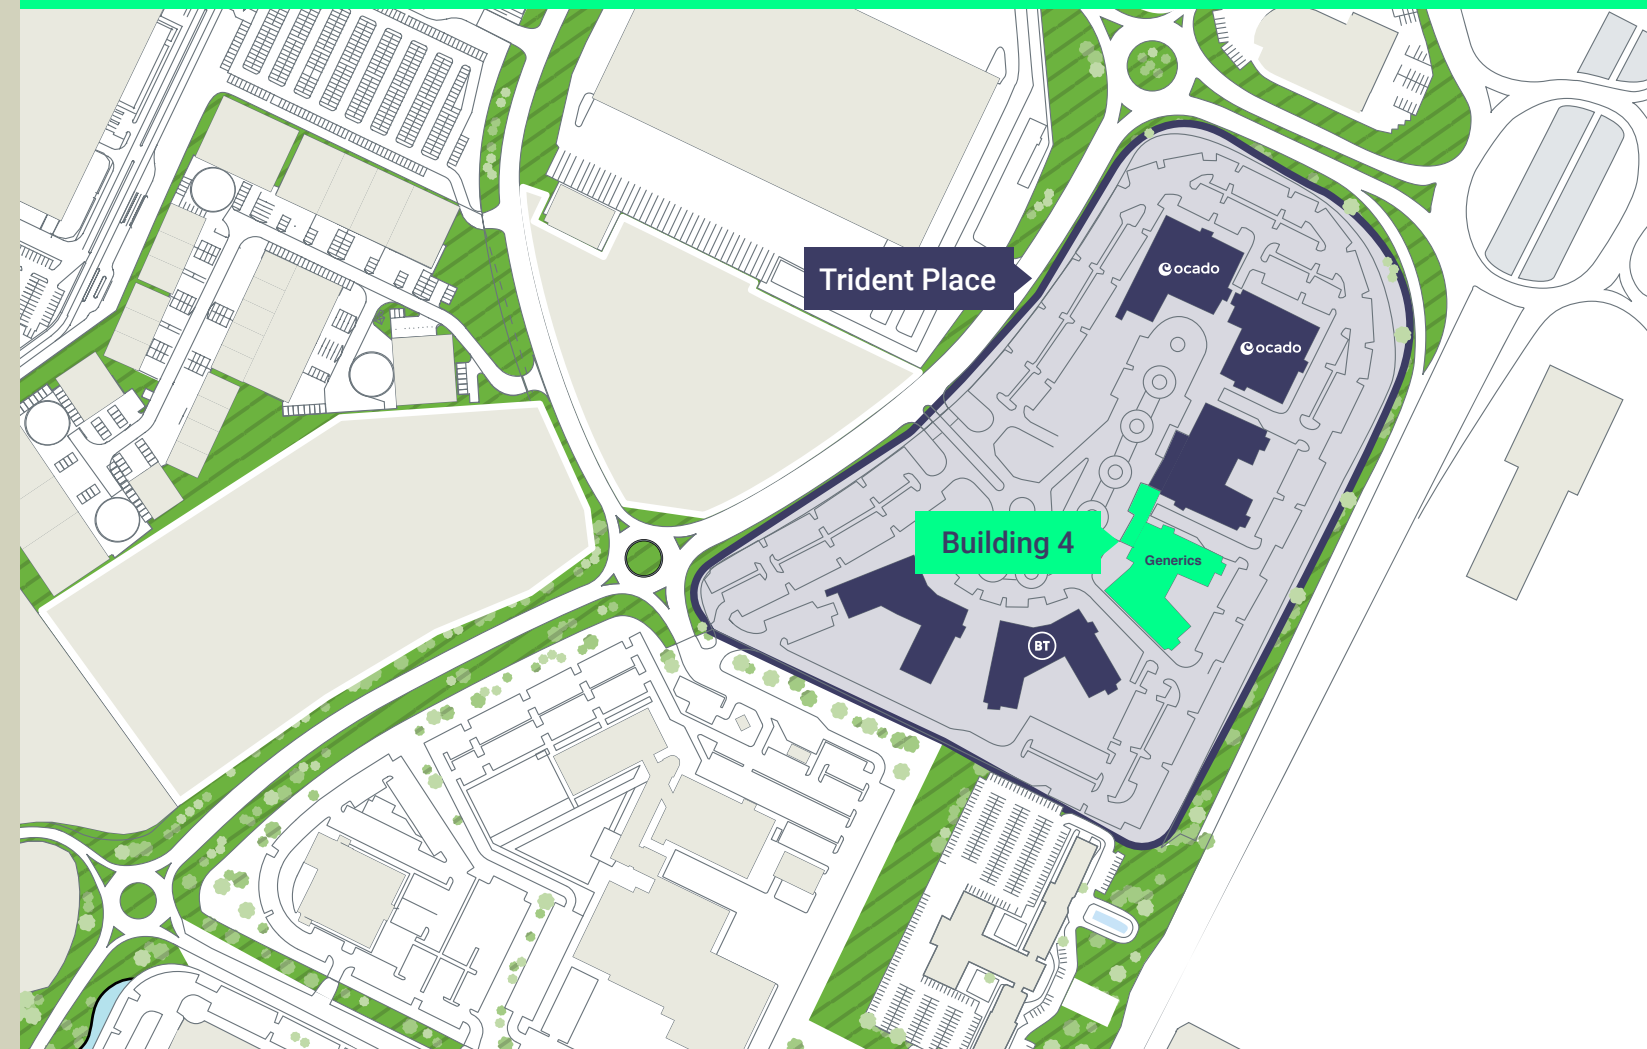 Trident Place
ocado
ocado
Building 4
Generics
BT